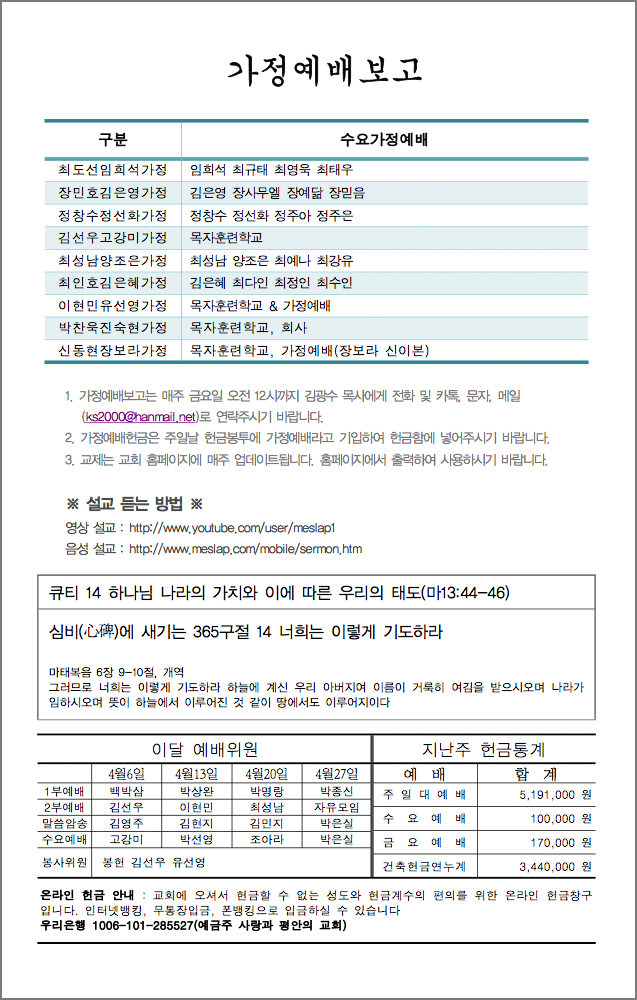 가정예배보고
구분 수요가정예배
최도선임희석가정 임희석 최규태 최영욱 최태우
장민호김은영가정 김은영 장사무엘 장예닮 장믿음
정창수정선화가정 정창수 정선화 정주아 정주은
김선우고강미가정 목자훈련학교
최성남양조은가정 최성남 양조은 최예나 최강유
최인호김은혜가정 김은혜 최다인 최정인 최수인
이현민유선영가정 목자훈련학교 & 가정예배
박찬욱진숙현가정 목자훈련학교, 회사
신동현장보라가정 목자훈련학교, 가정예배(장보라 신이본)
1. 가정예배보고는 매주 금요일 오전 12시까지 김광수 목사에게 전화 및 카톡, 문자, 메일
(ks2000@hanmail.net)로 연락주시기 바랍니다.
2. 가정예배헌금은 주일날 헌금봉투에 가정예배라고 기입하여 헌금함에 넣어주시기 바랍니다.
3. 교제는 교회 홈페이지에 매주 업데이트됩니다. 홈페이지에서 출력하여 사용하시기 바랍니다.
※ 설교 듣는 방법 ※
영상 설교 : http://www.youtube.com/user/meslap1
음성 설교 : http://www.meslap.com/mobile/sermon.htm
큐티 14 하나님 나라의 가치와 이에 따른 우리의 태도(마13:44-46)
심비(心碑)에 새기는 365구절 14 너희는 이렇게 기도하라
마태복음 6장 9-10절, 개역
그러므로 너희는 이렇게 기도하라 하늘에 계신 우리 아버지여 이름이 거룩히 여김을 받으시오며 나라가
임하시오며 뜻이 하늘에서 이루어진 것 같이 땅에서도 이루어지이다
이달 예배위원
4월6일 4월13일 4월20일 4월27일
1부예배 백박삼 박상완 박명랑 박종신
2부예배 김선우 이현민 최성남 자유모임
말씀암송 김영주 김현지 김민지 박은실
수요예배 고강미 박선영 조아라 박은실
봉사위원 봉헌 김선우 유선영
지난주 헌금통계
예 배 합 계
주 일 대 예 배 5,191,000 원
수 요 예 배 100,000 원
금 요 예 배 170,000 원
건축헌금연누계 3,440,000 원
온라인 헌금 안내 : 교회에 오셔서 헌금할 수 없는 성도와 헌금계수의 편의를 위한 온라인 헌금창구
입니다. 인터넷뱅킹, 무통장입금, 폰뱅킹으로 입금하실 수 있습니다
우리은행 1006-101-285527(예금주 사랑과 평안의 교회)